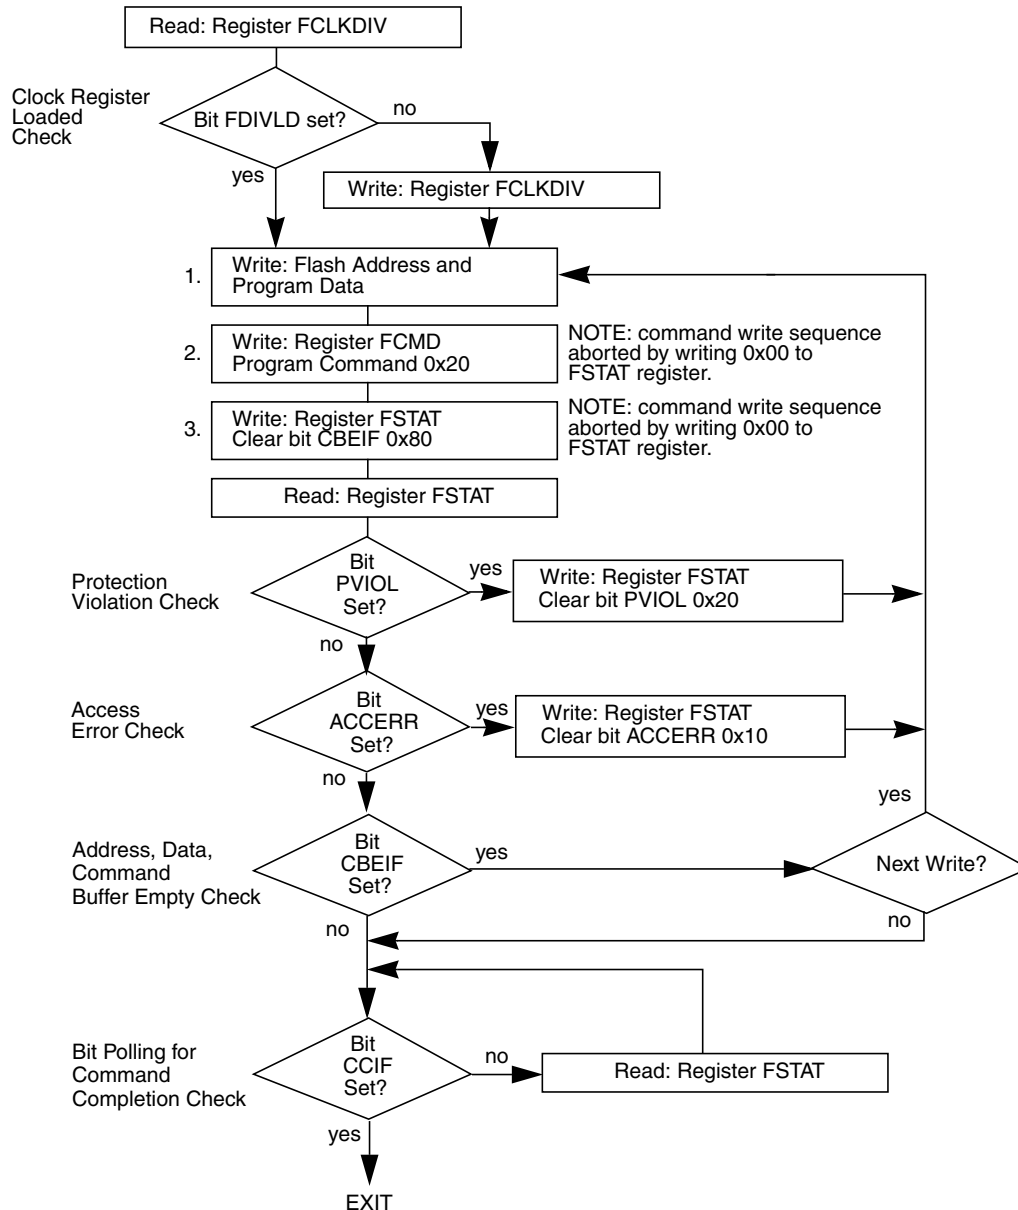 Read: Register FCLKDIV
Clock Register
Loaded
Check
Bit FDIVLD set?
no
yes
Write: Register FCLKDIV
1.
Write: Flash Address and
Program Data
2.
Write: Register FCMD
Program Command 0x20
NOTE: command write sequence
aborted by writing 0x00 to
FSTAT register.
3.
Write: Register FSTAT
Clear bit CBEIF 0x80
NOTE: command write sequence
aborted by writing 0x00 to
FSTAT register.
Read: Register FSTAT
Protection
Violation Check
Bit
PVIOL
Set?
yes
Write: Register FSTAT
Clear bit PVIOL 0x20
no
Access
Error Check
Bit
ACCERR
Set?
yes
Write: Register FSTAT
Clear bit ACCERR 0x10
no
yes
Address, Data,
Command
Buffer Empty Check
Bit
CBEIF
Set?
yes
Next Write?
no
no
Bit Polling for
Command
Completion Check
Bit
CCIF
Set?
no
Read: Register FSTAT
yes
EXIT